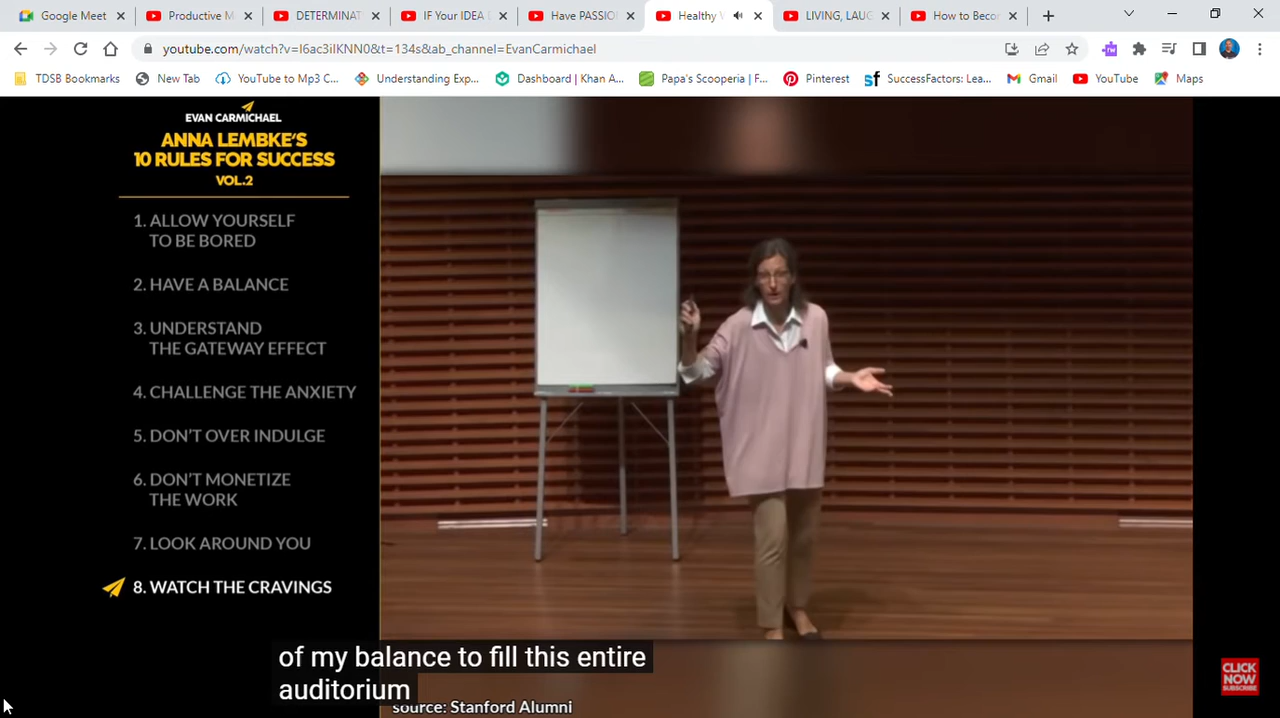 Google Meet
Productive M
DETERMINAT
IF Your IDEA D
Have PASSION
Healthy V
LIVING, LAUG
How to Becor
youtube.com/watch?v=l6ac3iIKNN0&t=134s&ab_channel=EvanCarmichael
TDSB Bookmarks
New Tab
YouTube to Mp3 C...
Understanding Exp...
Dashboard | Khan A...
Papa's Scooperia | F...
Pinterest
SuccessFactors: Lea...
Gmail
YouTube
Maps
EVAN CARMICHAEL
ANNA LEMBKE'S
10 RULES FOR SUCCESS
VOL.2
1. ALLOW YOURSELF
TO BE BORED
2. HAVE A BALANCE
3. UNDERSTAND
THE GATEWAY EFFECT
4. CHALLENGE THE ANXIETY
5. DON'T OVER INDULGE
6. DON'T MONETIZE
THE WORK
7. LOOK AROUND YOU
8. WATCH THE CRAVINGS
of my balance to fill this entire
auditorium
source: Stanford Alumni
CLICK
NOW
SUBSCRIBE